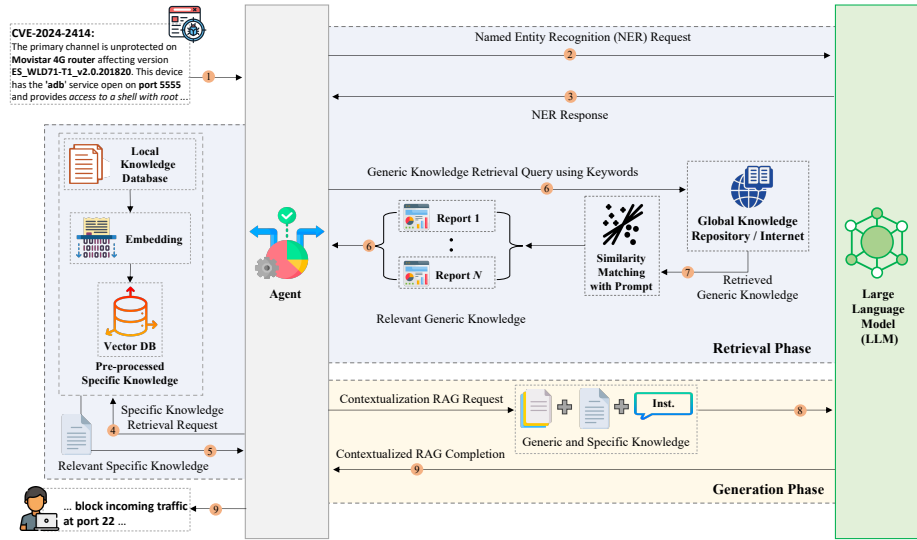 CVE-2024-2414:
The primary channel is unprotected on
Movistar 4G router affecting version
ES_WLD71-T1_v2.0.201820. This device
has the 'adb' service open on port 5555
and provides access to a shell with root ...
1
Named Entity Recognition (NER) Request
2
3
NER Response
Local
Knowledge
Database
Embedding
Vector DB
Pre-processed
Specific Knowledge
Specific Knowledge
Retrieval Request
4
5
Relevant Specific Knowledge
Agent
Generic Knowledge Retrieval Query using Keywords
6
Global Knowledge
Repository / Internet
7
Retrieved
Generic Knowledge
Similarity
Matching
with Prompt
Report 1
Report N
6
Relevant Generic Knowledge
Retrieval Phase
Large
Language
Model
(LLM)
Contextualization RAG Request
Inst.
8
Generic and Specific Knowledge
Contextualized RAG Completion
9
Generation Phase
9
... block incoming traffic
at port 22 ...